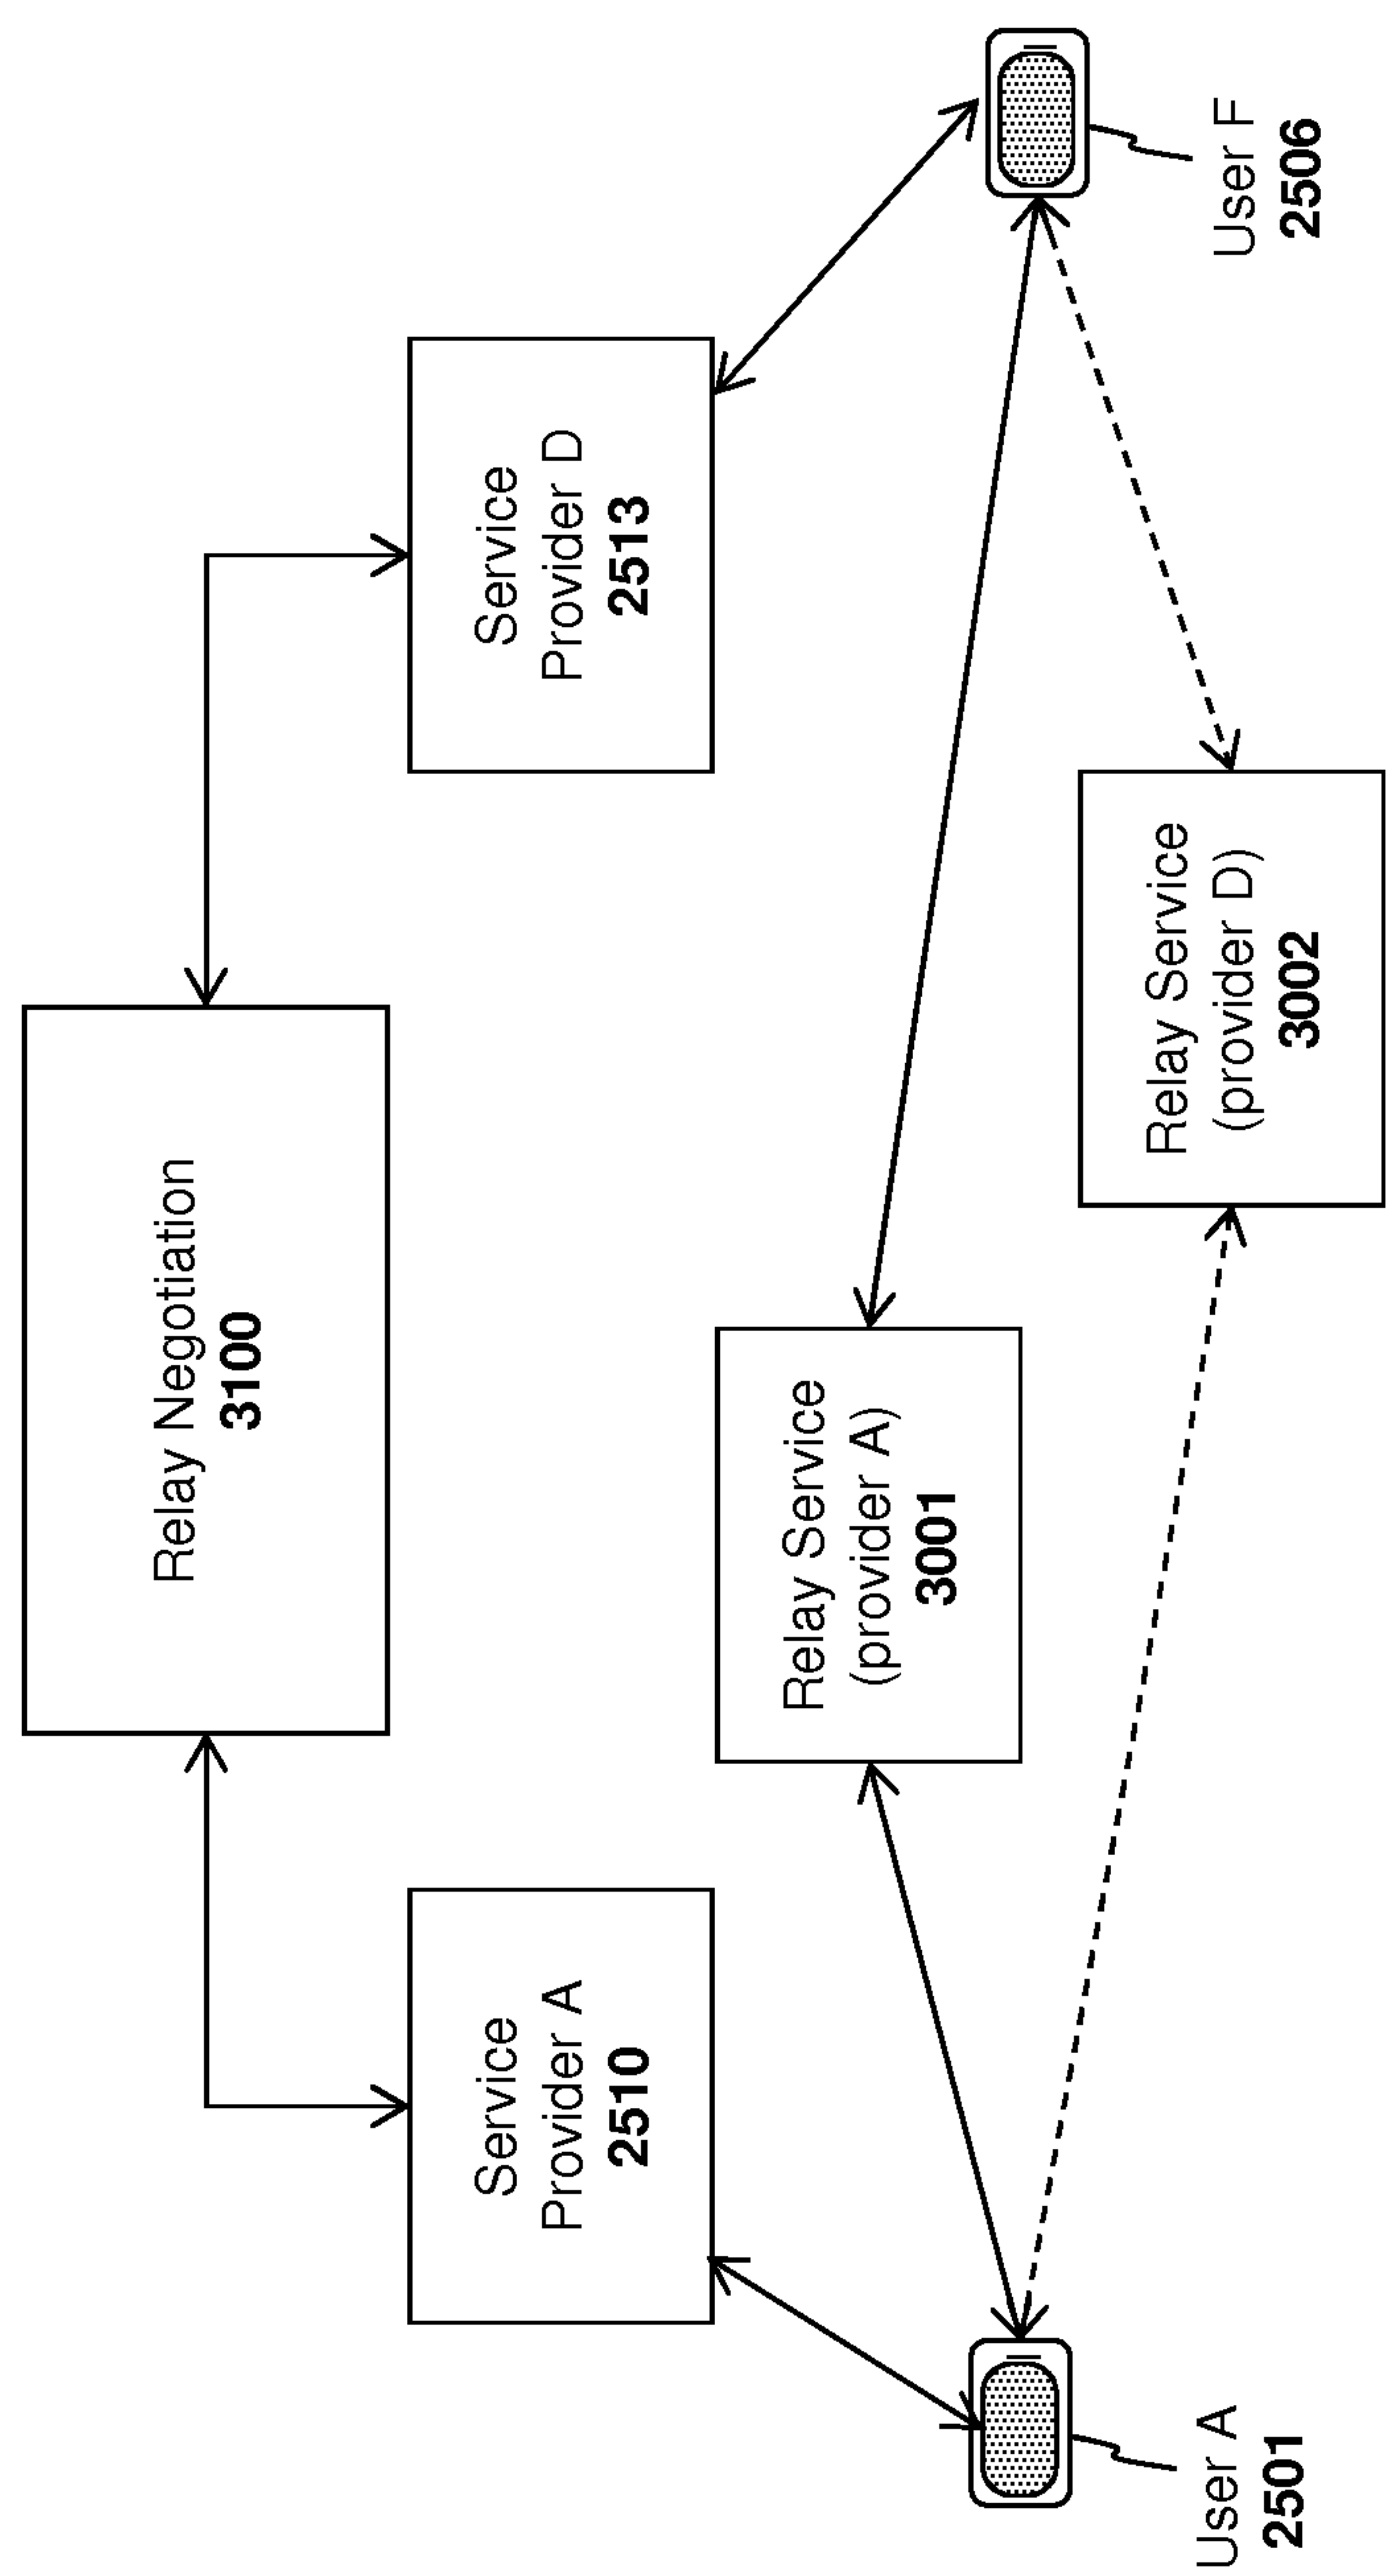 Relay Negotiation
3100
Service
Provider A
2510
Service
Provider D
2513
Relay Service
(provider A)
3001
Relay Service
(provider D)
3002
User A
2501
User F
2506